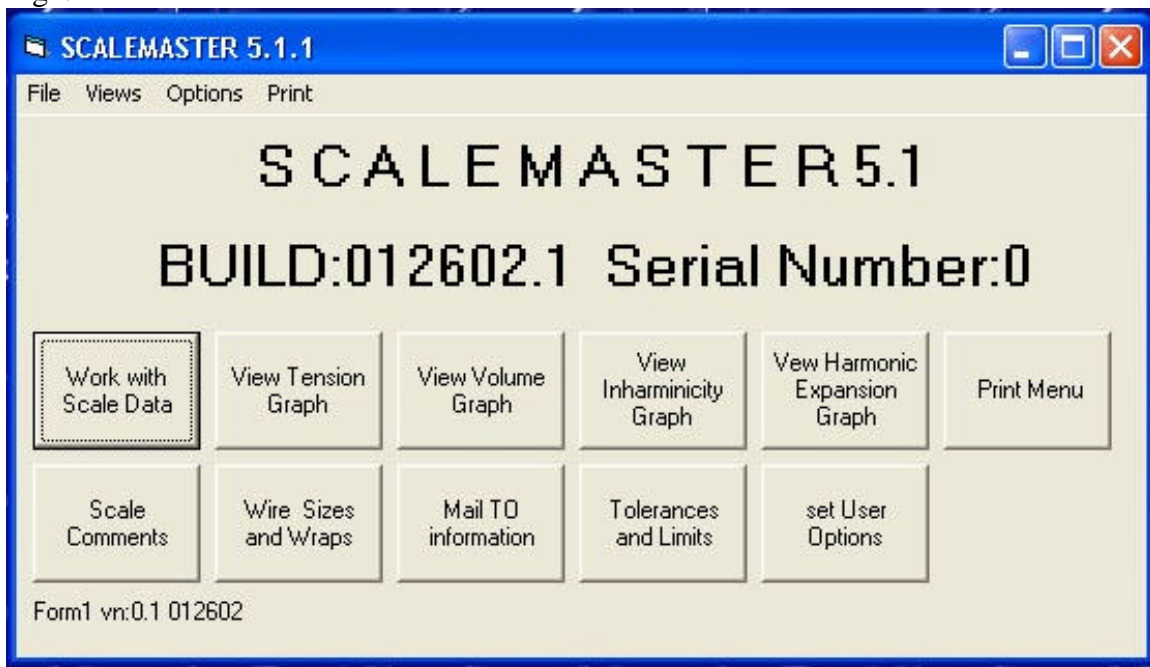 SCALEMASTER 5.1.1
File Views Options Print
S C A L E M A S T E R 5.1
BUILD:012602.1 Serial Number:0
Work with
Scale Data
View Tension
Graph
View Volume
Graph
View
Inharminicity
Graph
Vew Harmonic
Expansion
Graph
Print Menu
Scale
Comments
Wire Sizes
and Wraps
Mail TO
information
Tolerances
and Limits
set User
Options
Form1 vn:0.1 012602